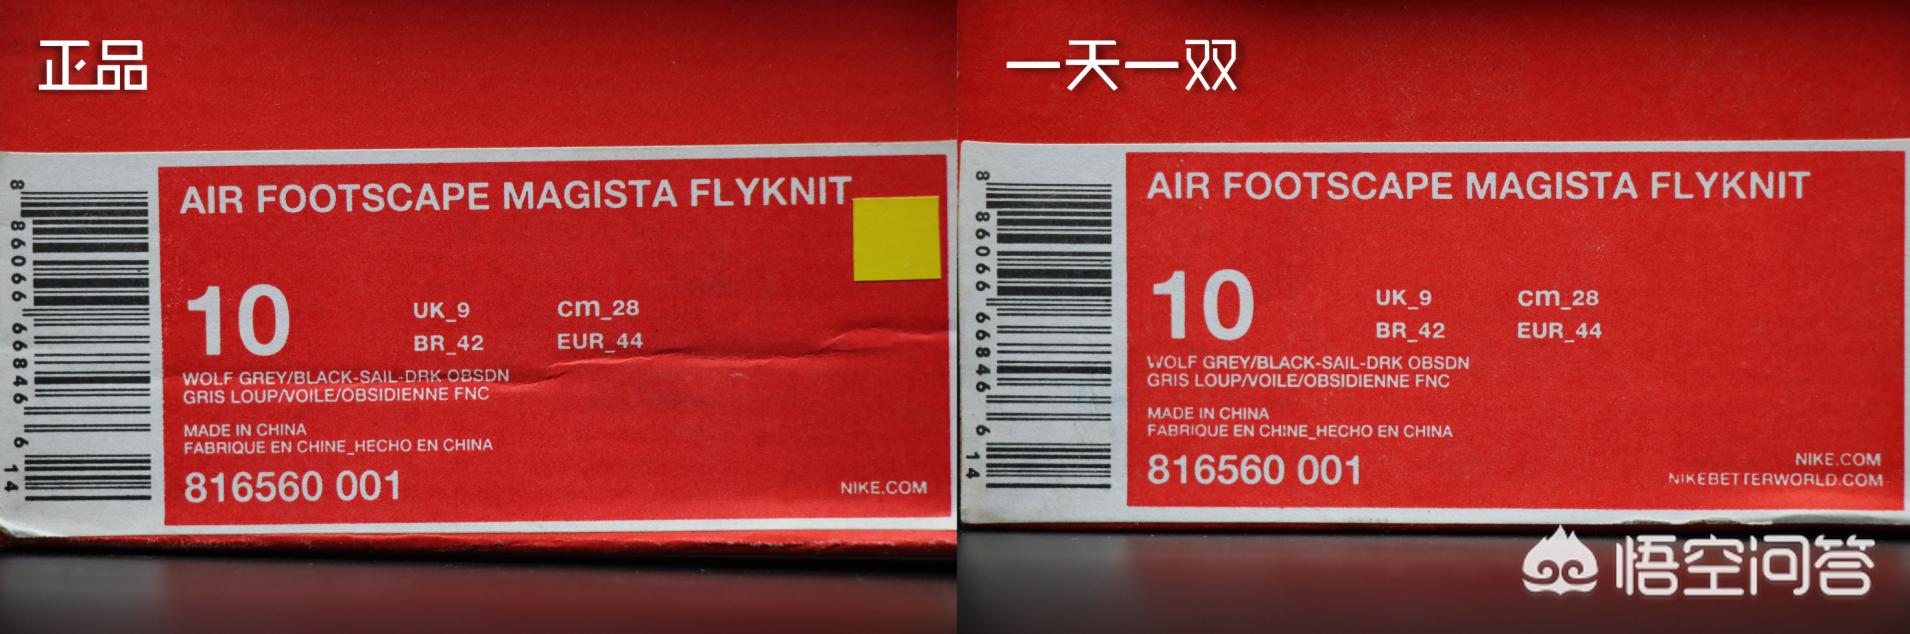 正品
AIR FOOTSCAPE MAGISTA FLYKNIT
10
UK_9 cm_28
BR_42 EUR_44
WOLF GREY/BLACK-SAIL-DRK OBSDN
GRIS LOUP/VOILE/OBSIDIENNE FNC
MADE IN CHINA
FABRIQUE EN CHINE_HECHO EN CHINA
816560 001
NIKE.COM
8 86066 66846 6 14
一天一双
AIR FOOTSCAPE MAGISTA FLYKNIT
10
UK_9 cm_28
BR_42 EUR_44
WOLF GREY/BLACK-SAIL-DRK OBSDN
GRIS LOUP/VOILE/OBSIDIENNE FNC
MADE IN CHINA
FABRIQUE EN CHINE_HECHO EN CHINA
816560 001
NIKE.COM
NIKEBETTERWORLD.COM
8 86066 66846 6 14
悟空问答